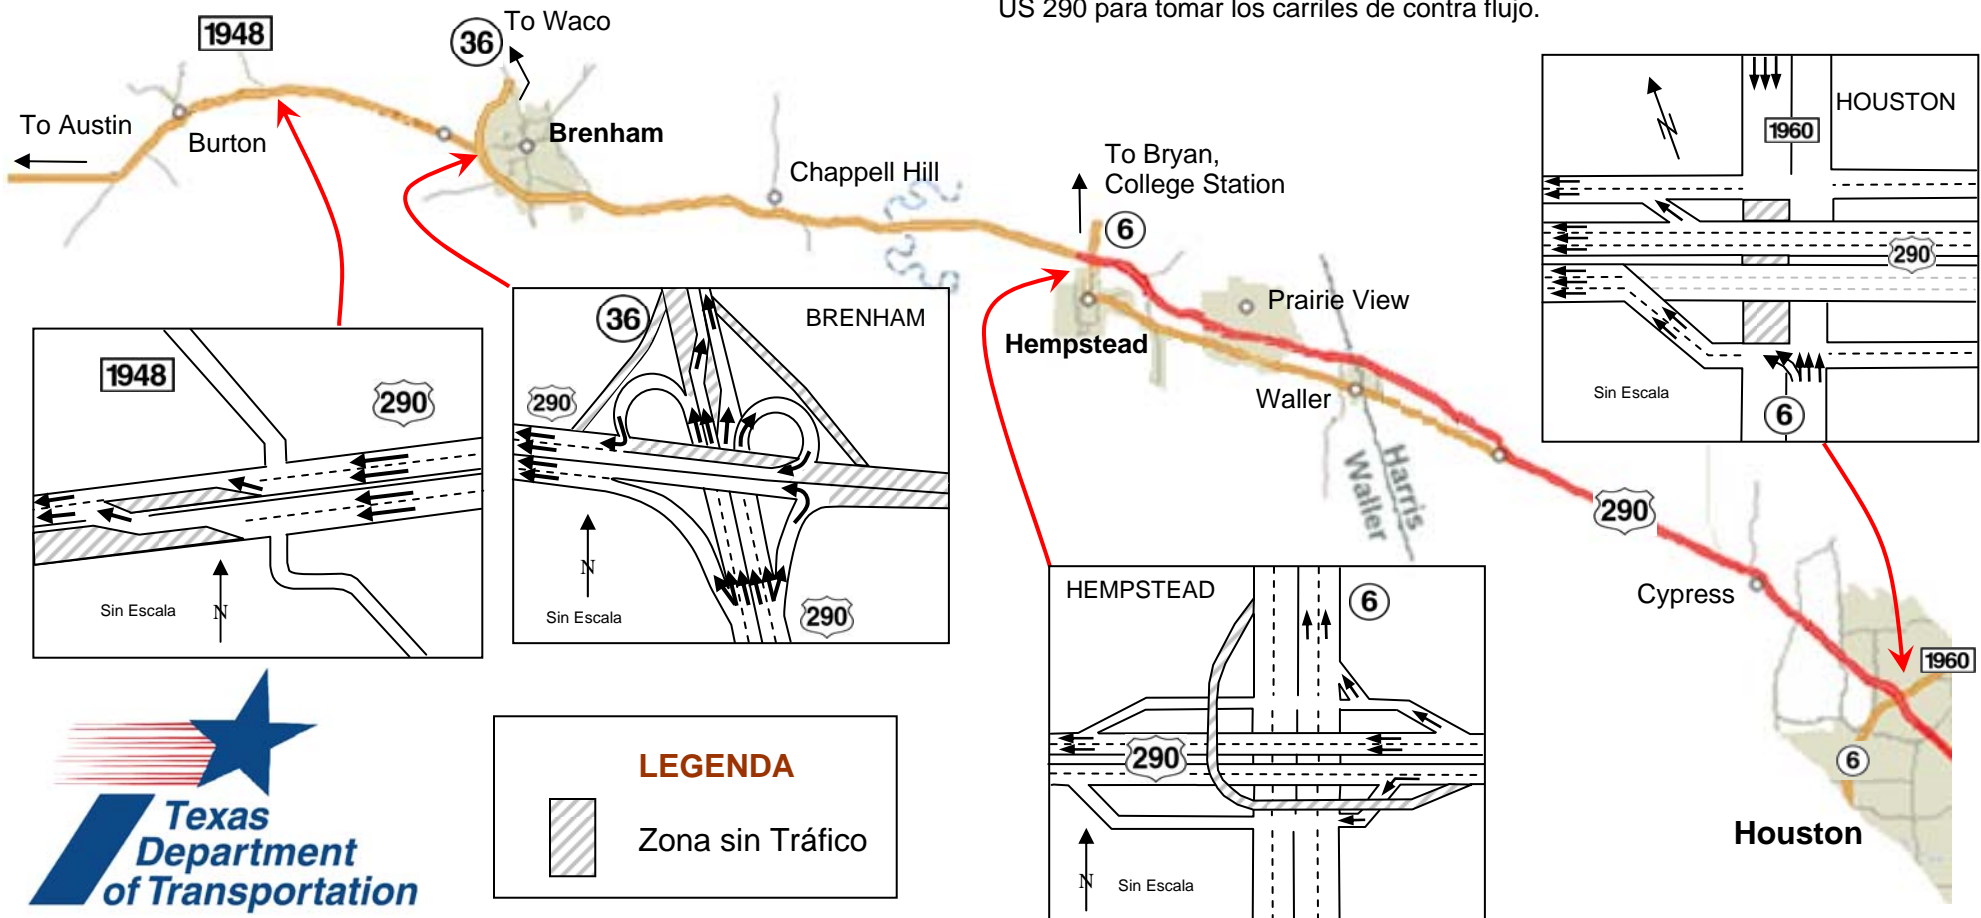 US 290 para tomar los carriles de contra flujo.
1948
36
To Waco
To Austin
Burton
Brenham
Chappell Hill
To Bryan,
College Station
6
Prairie View
Hempstead
Waller
Harris
Waller
290
Cypress
1960
6
Houston
HOUSTON
1960
290
Sin Escala
6
1948
290
Sin Escala
N
36
BRENHAM
290
N
Sin Escala
290
HEMPSTEAD
6
290
N
Sin Escala
LEGENDA
Zona sin Tráfico
Texas
Department
of Transportation